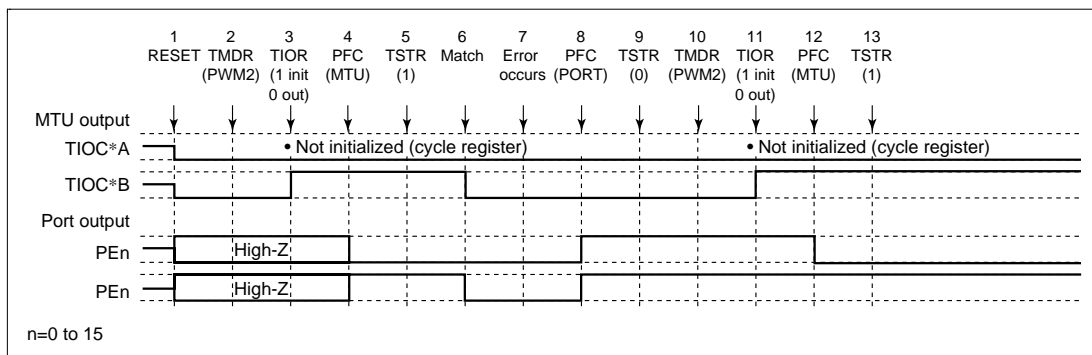 1 2 3 4 5 6 7 8 9 10 11 12 13
RESET TMDR TIOR PFC TSTR Match Error PFC TSTR TMDR TIOR PFC TSTR
(PWM2) (1 init (MTU) (1) occurs (PORT) (0) (PWM2) (1 init (MTU) (1)
0 out) 0 out)
MTU output
TIOC*A • Not initialized (cycle register) • Not initialized (cycle register)
TIOC*B
Port output
PEn High-Z
PEn High-Z
n=0 to 15